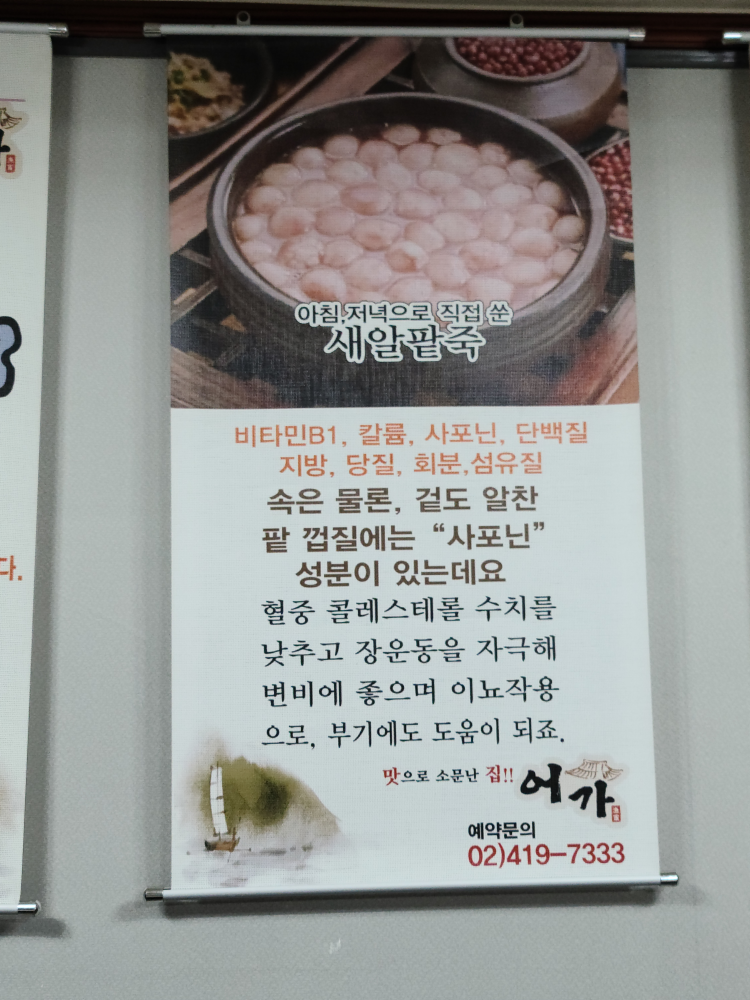 아침,저녁으로 직접 쑨
새알팥죽
비타민B1, 칼륨, 사포닌, 단백질
지방, 당질, 회분,섬유질
속은 물론, 겉도 알찬
팥 껍질에는 “사포닌”
성분이 있는데요
혈중 콜레스테롤 수치를
낮추고 장운동을 자극해
변비에 좋으며 이뇨작용
으로, 부기에도 도움이 되죠.
맛으로 소문난 집!! 어가
예약문의
02)419-7333
다.